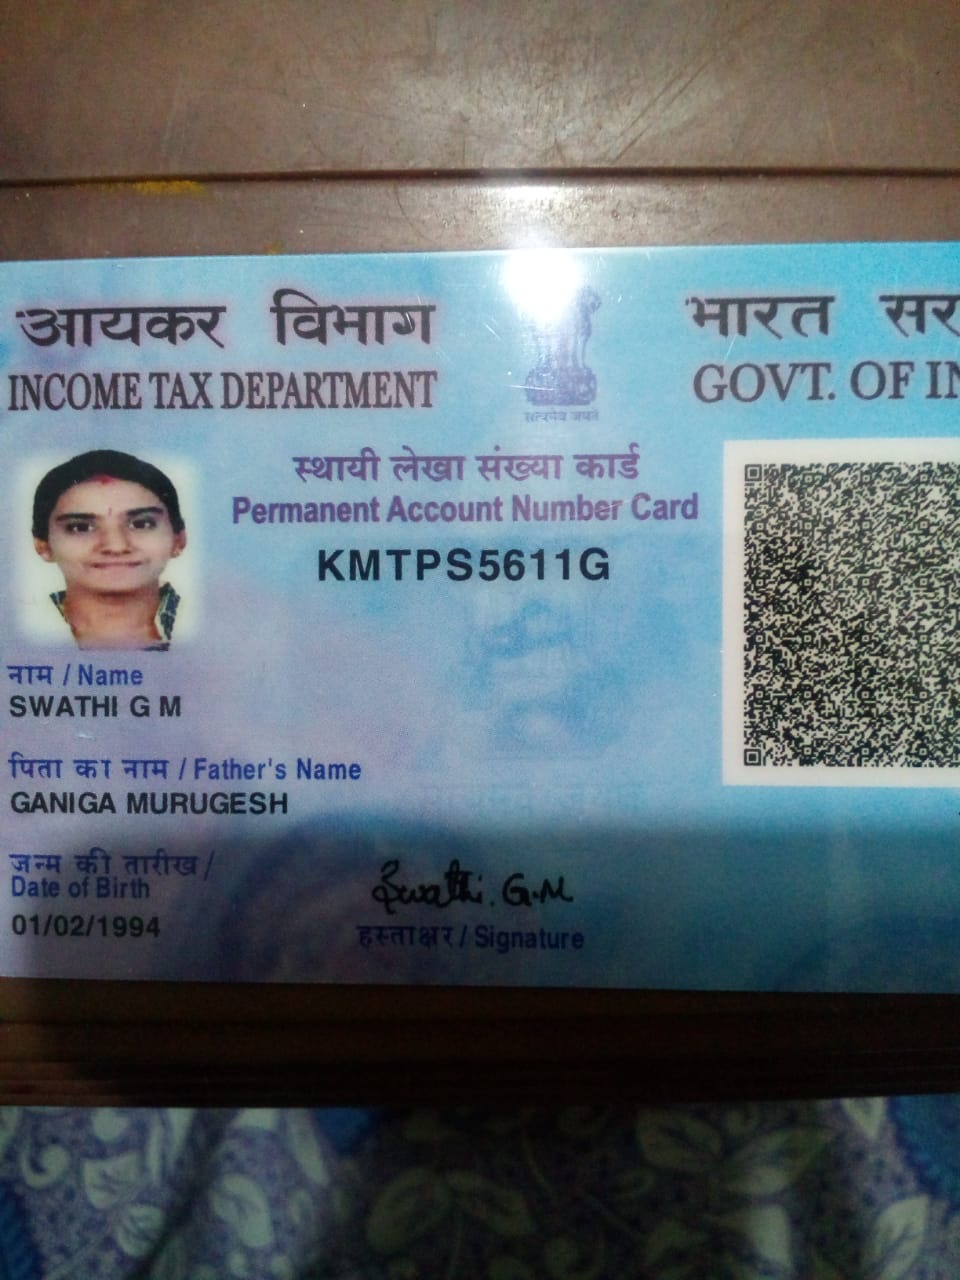 आयकर विभाग
INCOME TAX DEPARTMENT
सत्यमेव जयते
भारत
GOVT. OF
स्थायी लेखा संख्या कार्ड
Permanent Account Number Card
KMTPS5611G
नाम / Name
SWATHI G M
पिता का नाम / Father's Name
GANIGA MURUGESH
जन्म की तारीख /
Date of Birth
01/02/1994
Swathi. G.M
हस्ताक्षर / Signature